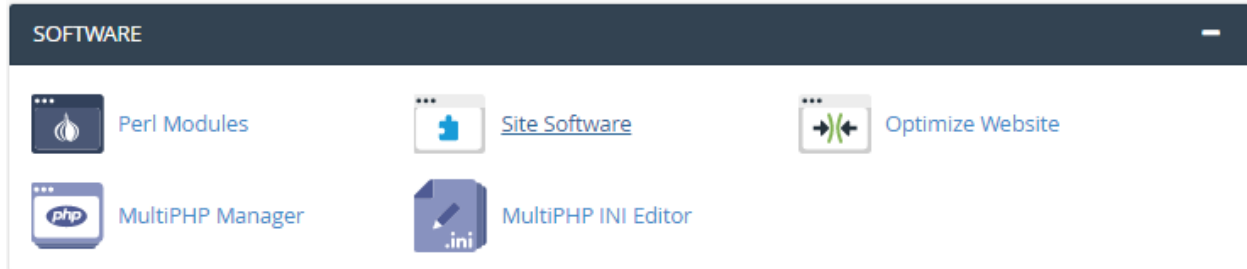 SOFTWARE
Perl Modules
Site Software
Optimize Website
php
MultiPHP Manager
.ini
MultiPHP INI Editor